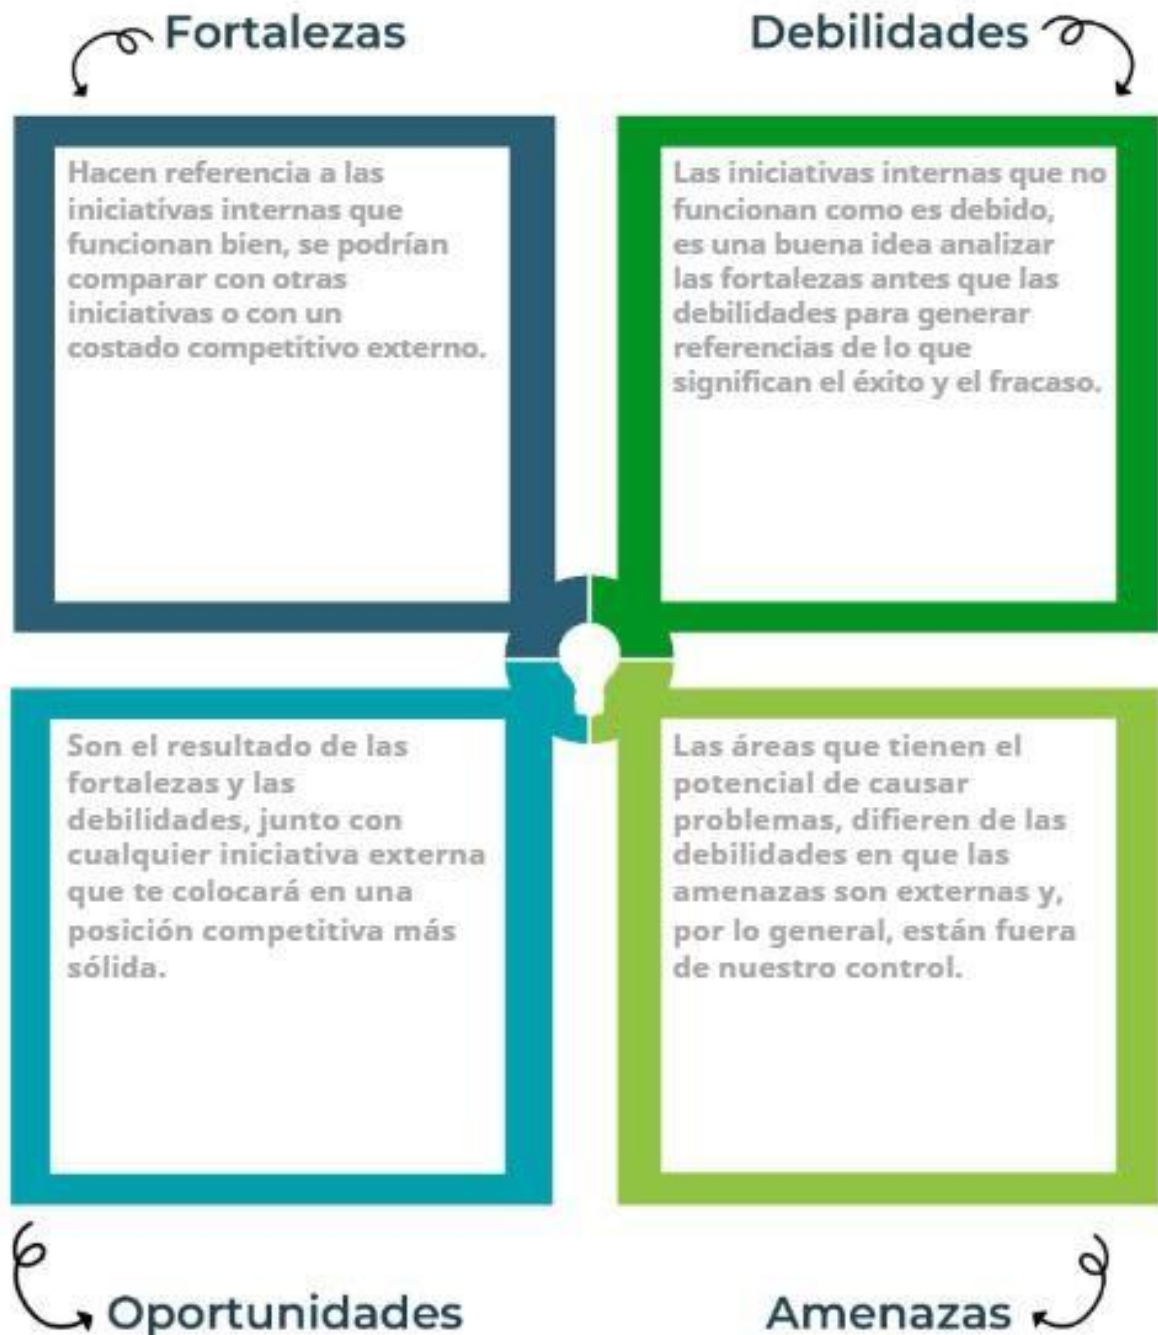 Fortalezas
Debilidades
Hacen referencia a las
iniciativas internas que
funcionan bien, se podrían
comparar con otras
iniciativas o con un
costado competitivo externo.
Las iniciativas internas que no
funcionan como es debido,
es una buena idea analizar
las fortalezas antes que las
debilidades para generar
referencias de lo que
significan el éxito y el fracaso.
Son el resultado de las
fortalezas y las
debilidades, junto con
cualquier iniciativa externa
que te colocará en una
posición competitiva más
sólida.
Las áreas que tienen el
potencial de causar
problemas, difieren de las
debilidades en que las
amenazas son externas y,
por lo general, están fuera
de nuestro control.
Oportunidades
Amenazas